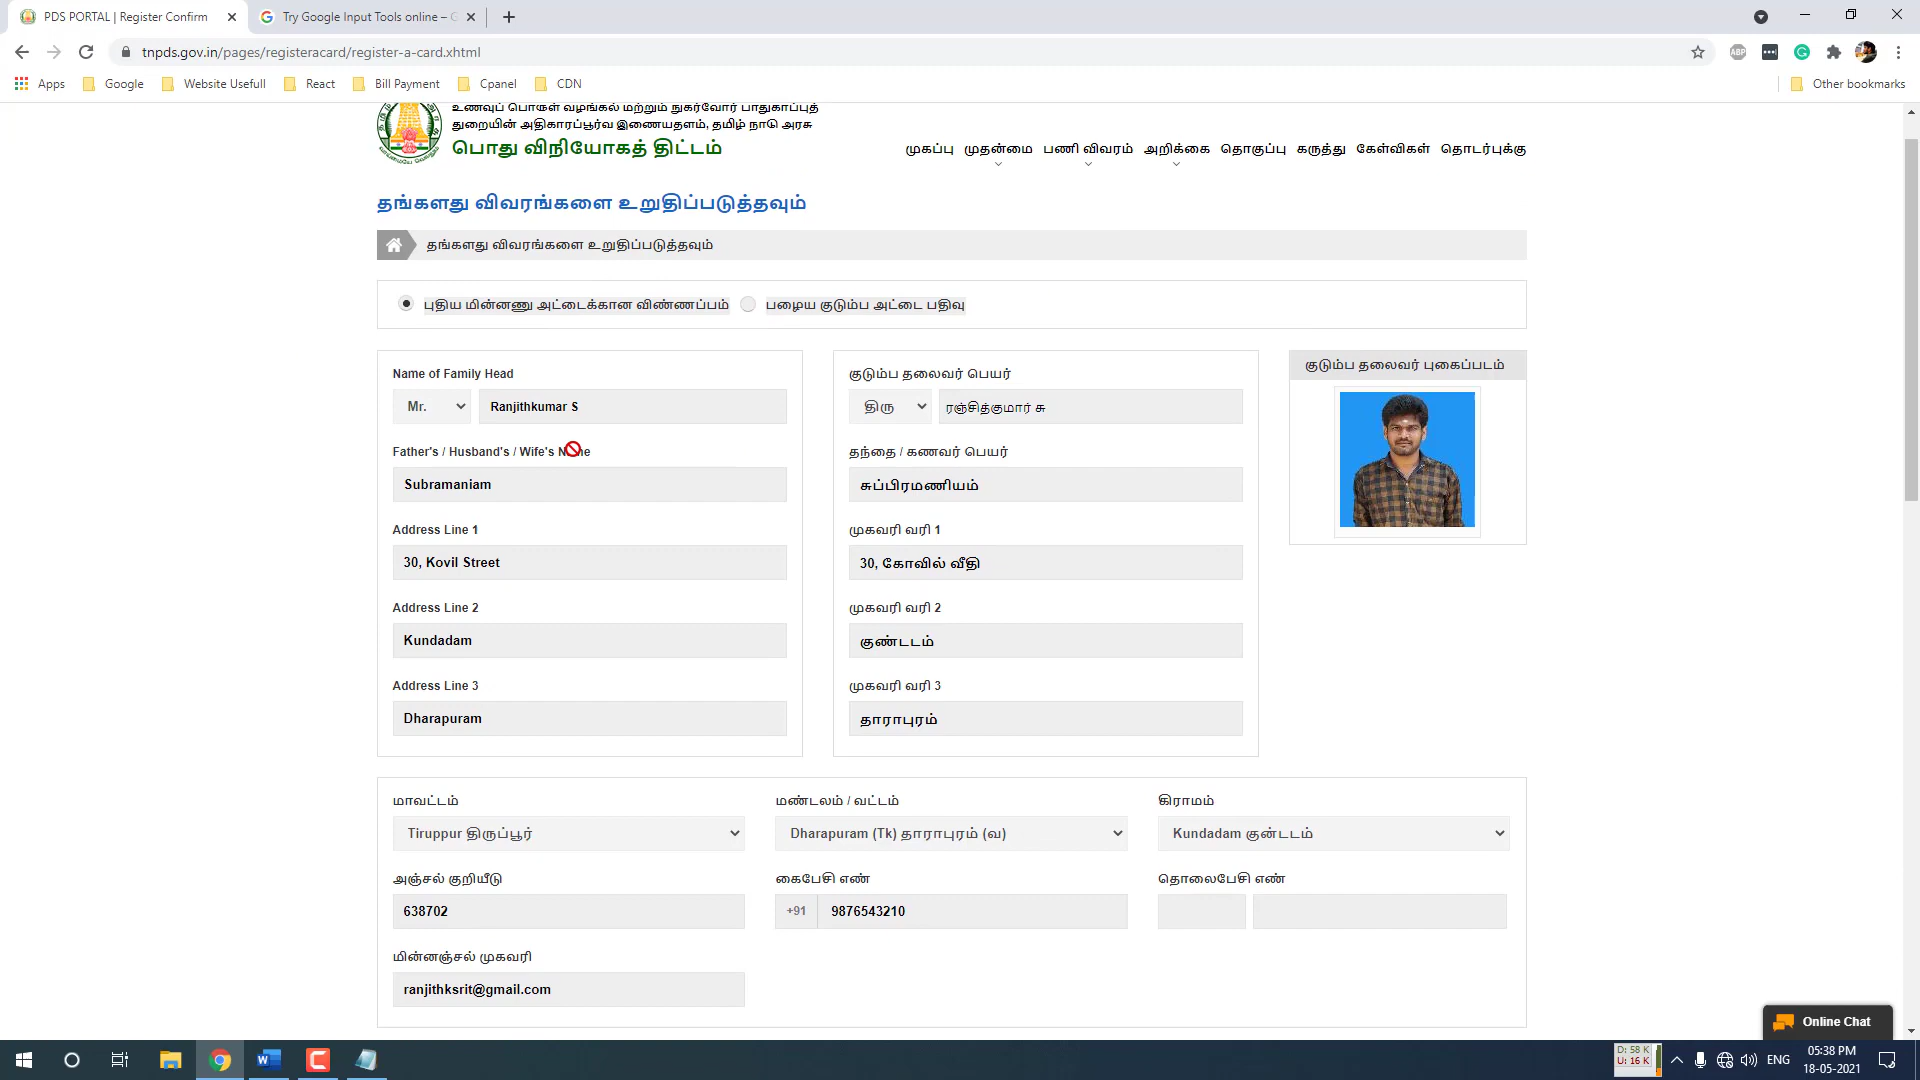 PDS PORTAL | Register Confirm
Try Google Input Tools online – G
tnpds.gov.in/pages/registeracard/register-a-card.xhtml
ABP
Apps Google Website Usefull React Bill Payment Cpanel CDN Other bookmarks
உணவுப் பொருள் வழங்கல் மற்றும் நுகர்வோர் பாதுகாப்புத்
துறையின் அதிகாரப்பூர்வ இணையதளம், தமிழ் நாடு அரசு
பொது விநியோகத் திட்டம்
முகப்பு முதன்மை பணி விவரம் அறிக்கை தொகுப்பு கருத்து கேள்விகள் தொடர்புக்கு
தங்களது விவரங்களை உறுதிப்படுத்தவும்
தங்களது விவரங்களை உறுதிப்படுத்தவும்
புதிய மின்னணு அட்டைக்கான விண்ணப்பம் பழைய குடும்ப அட்டை பதிவு
Name of Family Head
Mr. Ranjithkumar S
Father's / Husband's / Wife's
Subramaniam
Address Line 1
30, Kovil Street
Address Line 2
Kundadam
Address Line 3
Dharapuram
குடும்ப தலைவர் பெயர்
திரு ரஞ்சித்குமார் சு
தந்தை / கணவர் பெயர்
சுப்பிரமணியம்
முகவரி வரி 1
30, கோவில் வீதி
முகவரி வரி 2
குண்டடம்
முகவரி வரி 3
தாராபுரம்
குடும்ப தலைவர் புகைப்படம்
மாவட்டம் மண்டலம் / வட்டம் கிராமம்
Tiruppur திருப்பூர் Dharapuram (Tk) தாராபுரம் (வ) Kundadam குன்டடம்
அஞ்சல் குறியீடு கைபேசி எண் தொலைபேசி எண்
638702 +91 9876543210
மின்னஞ்சல் முகவரி
ranjithksrit@gmail.com
Online Chat
D: 58 K
U: 16 K
ENG
05:38 PM
18-05-2021